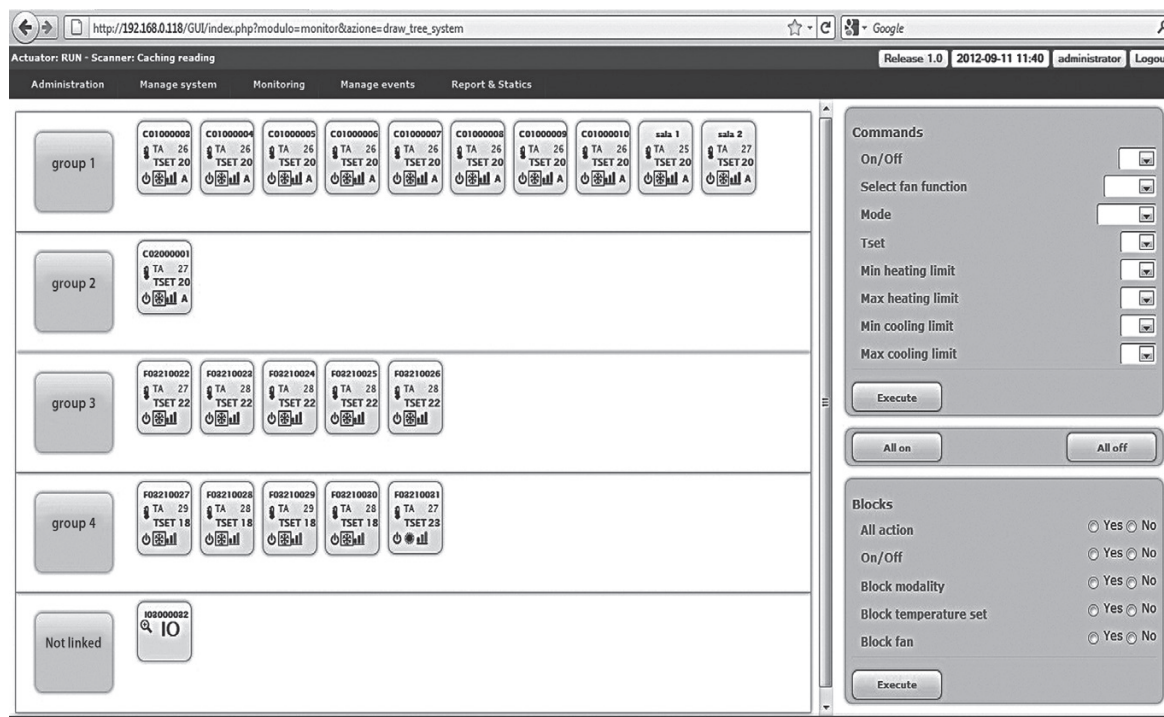 http://192.168.0.118/GUI/index.php?modulo=monitor&azione=draw_tree_system
Google
Actuator: RUN - Scanner: Caching reading
Release 1.0 2012-09-11 11:40 administrator Logou
Administration Manage system Monitoring Manage events Report & Statics
group 1
C01000002 C01000004 C01000005 C01000006 C01000007 C01000008 C01000009 C01000010 sala 1 sala 2
TA 26 TA 26 TA 26 TA 26 TA 26 TA 26 TA 26 TA 26 TA 25 TA 27
TSET 20 TSET 20 TSET 20 TSET 20 TSET 20 TSET 20 TSET 20 TSET 20 TSET 20 TSET 20
A A A A A A A A A A
group 2
C02000001
TA 27
TSET 20
A
group 3
F03210022 F03210023 F03210024 F03210025 F03210026
TA 27 TA 28 TA 28 TA 28 TA 28
TSET 22 TSET 22 TSET 22 TSET 22 TSET 22
group 4
F03210027 F03210028 F03210029 F03210030 F03210031
TA 29 TA 28 TA 29 TA 28 TA 27
TSET 18 TSET 18 TSET 18 TSET 18 TSET 23
Not linked
I03000032
IO
Commands
On/Off
Select fan function
Mode
Tset
Min heating limit
Max heating limit
Min cooling limit
Max cooling limit
Execute
All on All off
Blocks
All action Yes No
On/Off Yes No
Block modality Yes No
Block temperature set Yes No
Block fan Yes No
Execute